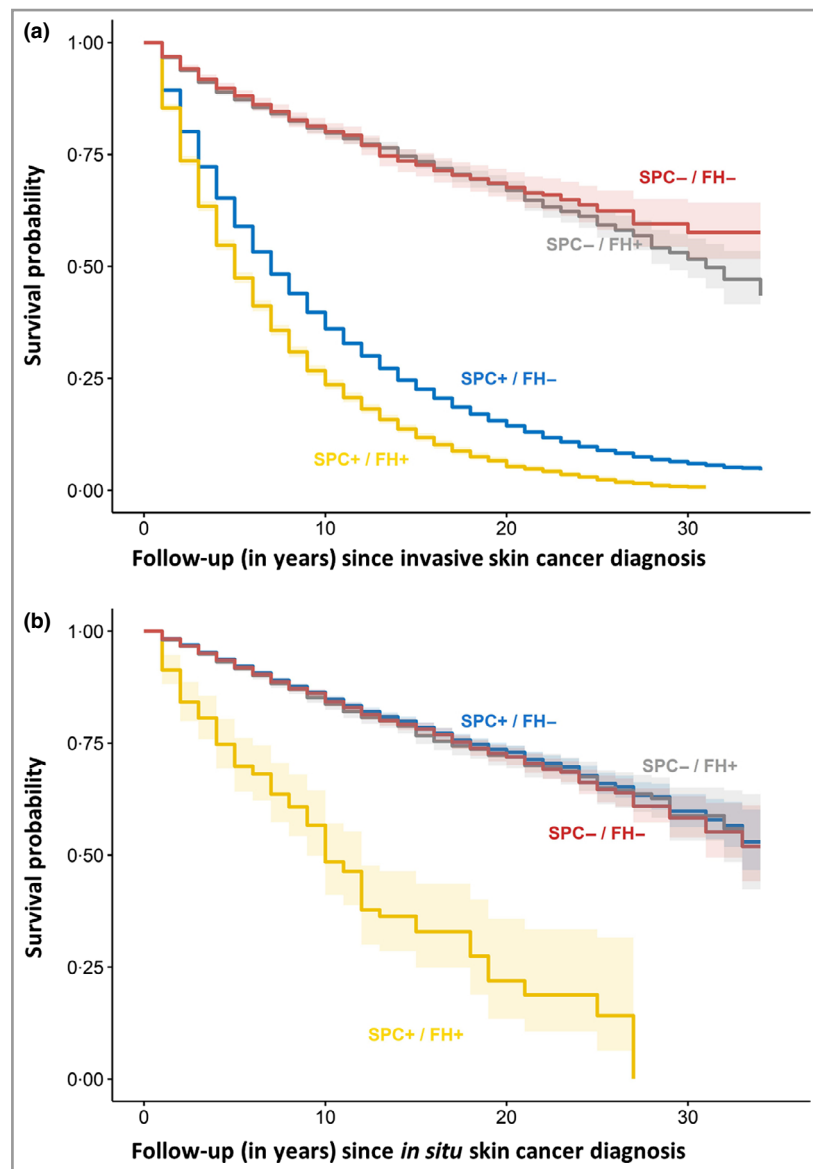 (a)
1·00
0·75
0·50
0·25
0·00
Survival probability
SPC– / FH–
SPC– / FH+
SPC+ / FH–
SPC+ / FH+
0
10
20
30
Follow-up (in years) since invasive skin cancer diagnosis
(b)
1·00
0·75
0·50
0·25
0·00
Survival probability
SPC+ / FH–
SPC– / FH+
SPC– / FH–
SPC+ / FH+
0
10
20
30
Follow-up (in years) since in situ skin cancer diagnosis